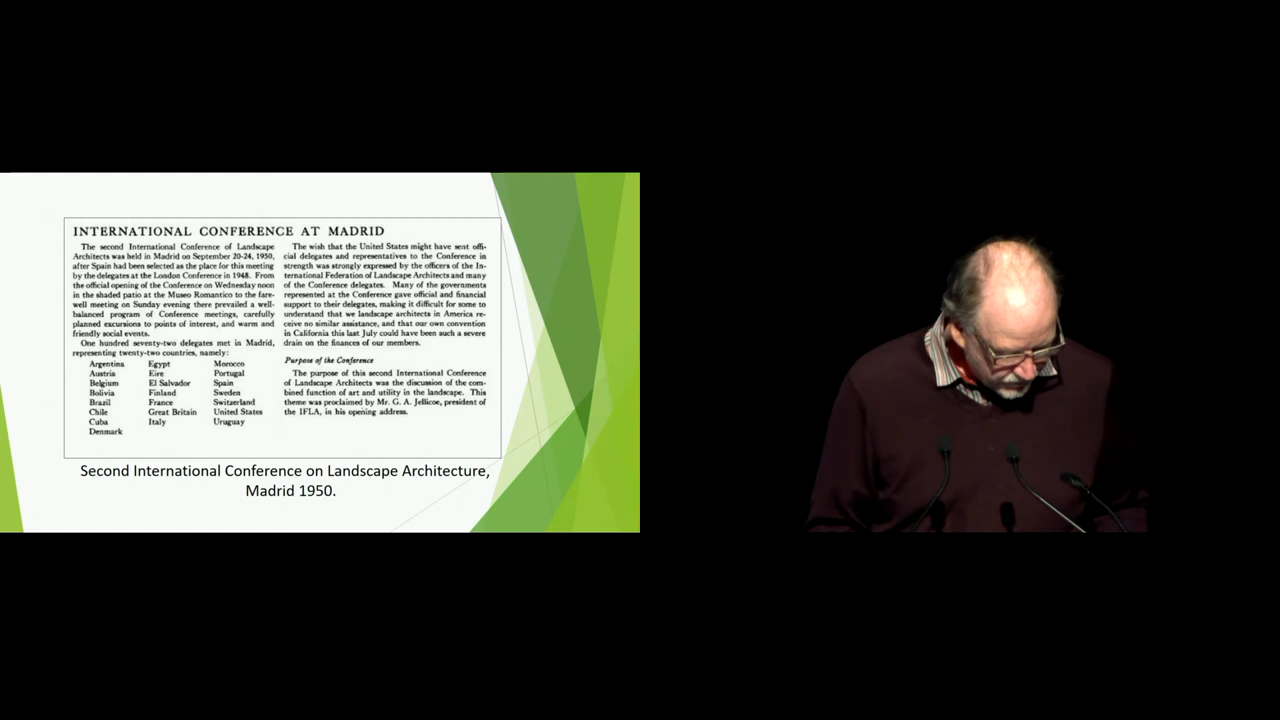 INTERNATIONAL CONFERENCE AT MADRID
The second International Conference of Landscape
Architects was held in Madrid on September 20-24, 1950,
after Spain had been selected as the place for this meeting
by the delegates at the London Conference in 1948. From
the official opening of the Conference on Wednesday noon
in the shaded patio at the Museo Romantico to the fare-
well meeting on Sunday evening there prevailed a well-
balanced program of Conference meetings, carefully
planned excursions to points of interest, and warm and
friendly social events.
One hundred seventy-two delegates met in Madrid,
representing twenty-two countries, namely:
Argentina Egypt Morocco
Austria Eire Portugal
Belgium El Salvador Spain
Bolivia Finland Sweden
Brazil France Switzerland
Chile Great Britain United States
Cuba Italy Uruguay
Denmark
The wish that the United States might have sent offi-
cial delegates and representatives to the Conference in
strength was strongly expressed by the officers of the In-
ternational Federation of Landscape Architects and many
of the Conference delegates. Many of the governments
represented at the Conference gave official and financial
support to their delegates, making it difficult for some to
understand that we landscape architects in America re-
ceive no similar assistance, and that our own convention
in California this last July could have been such a severe
drain on the finances of our members.
Purpose of the Conference
The purpose of this second International Conference
of Landscape Architects was the discussion of the com-
bined function of art and utility in the landscape. This
theme was proclaimed by Mr. G. A. Jellicoe, president of
the IFLA, in his opening address.
Second International Conference on Landscape Architecture,
Madrid 1950.